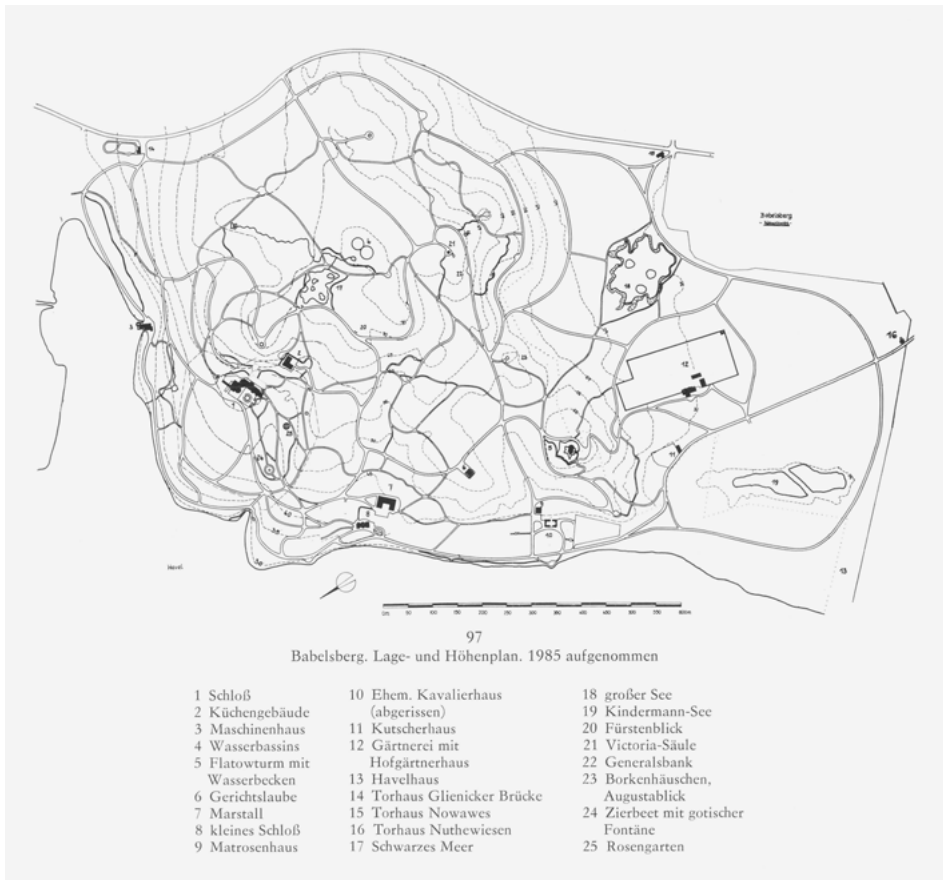 Babelsberg
Havel
97
Babelsberg. Lage- und Höhenplan. 1985 aufgenommen
1 Schloß
2 Küchengebäude
3 Maschinenhaus
4 Wasserbassins
5 Flatowturm mit
Wasserbecken
6 Gerichtslaube
7 Marstall
8 kleines Schloß
9 Matrosenhaus
10 Ehem. Kavalierhaus
(abgerissen)
11 Kutscherhaus
12 Gärtnerei mit
Hofgärtnerhaus
13 Havelhaus
14 Torhaus Glienicker Brücke
15 Torhaus Nowawes
16 Torhaus Nuthewiesen
17 Schwarzes Meer
18 großer See
19 Kindermann-See
20 Fürstenblick
21 Victoria-Säule
22 Generalsbank
23 Borkenhäuschen,
Augustablick
24 Zierbeet mit gotischer
Fontäne
25 Rosengarten